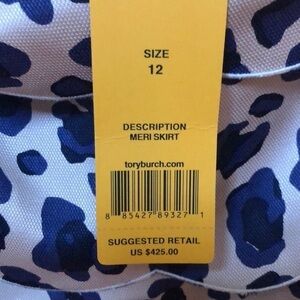 SIZE
12
DESCRIPTION
MERI SKIRT
toryburch.com
8 85427 89327 1
SUGGESTED RETAIL
US $425.00